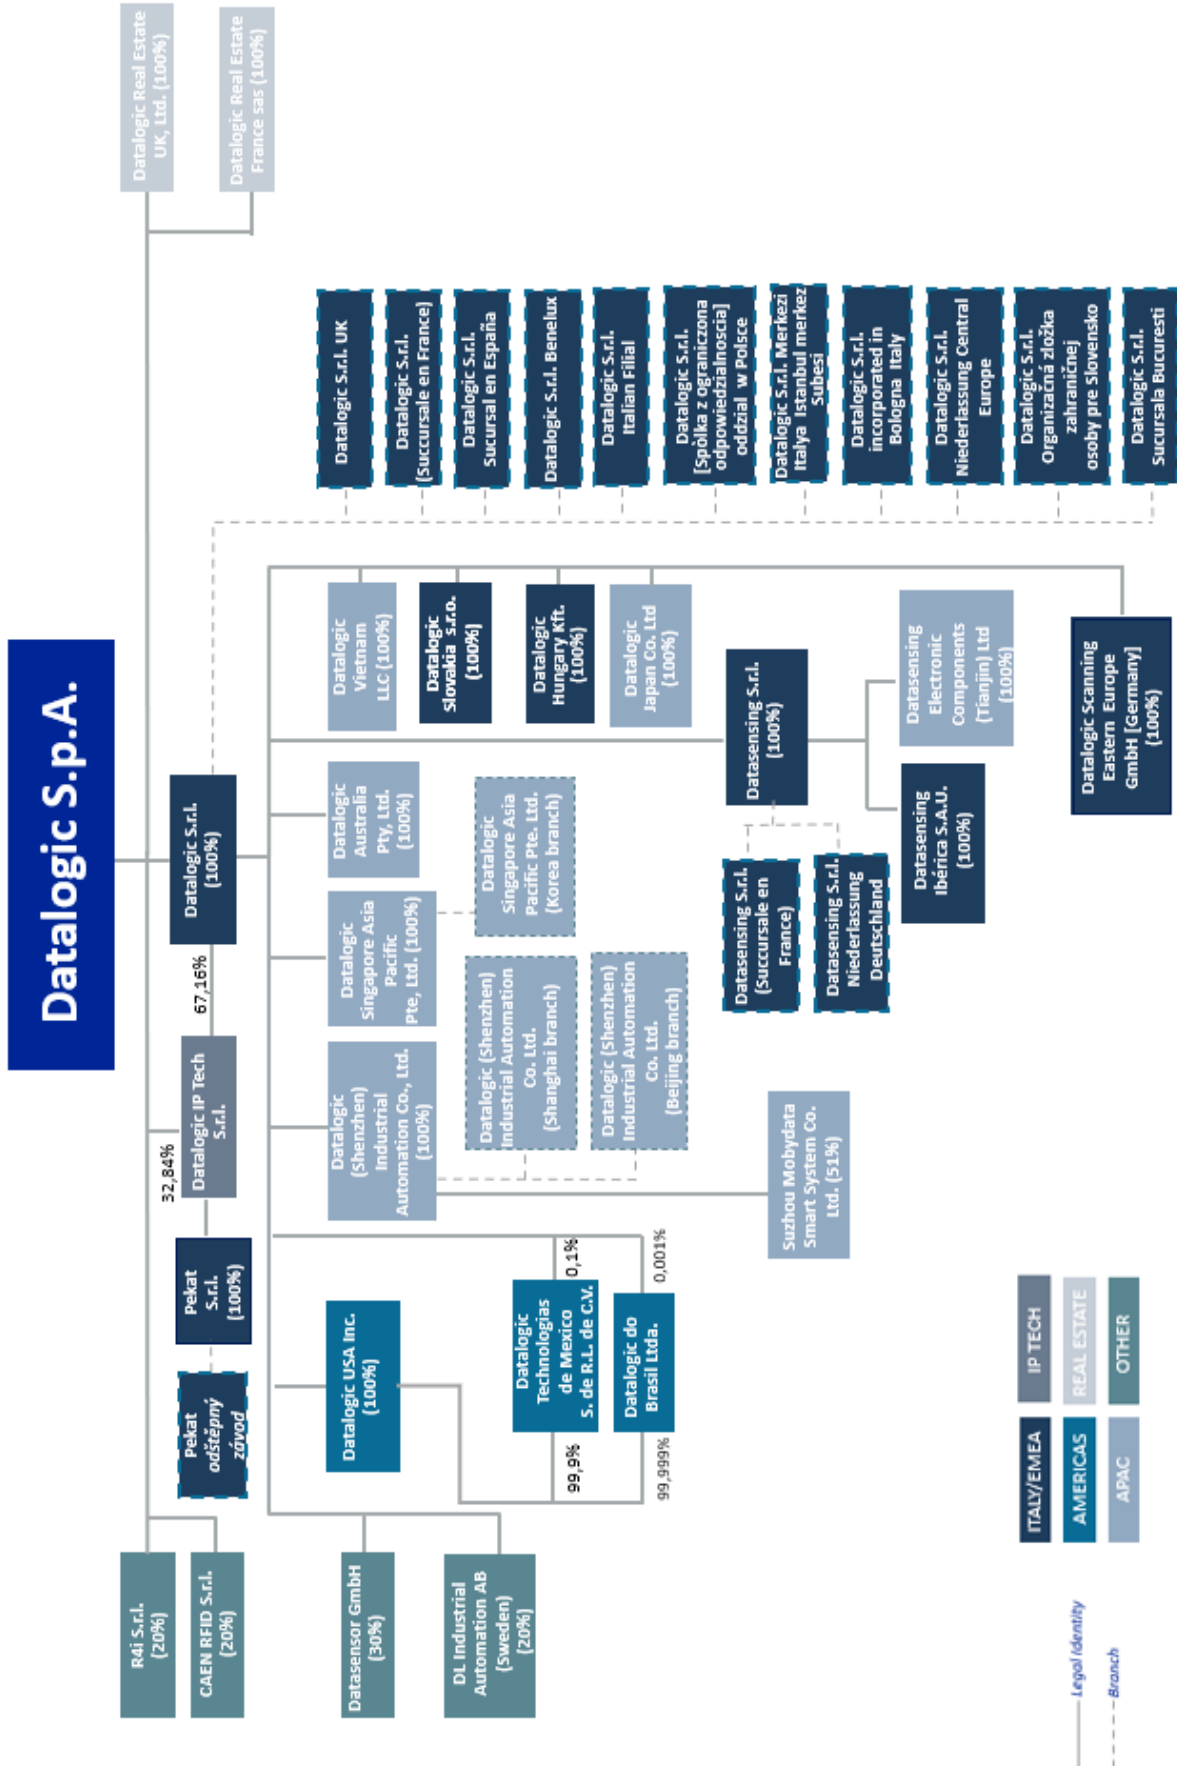 Datalogic S.p.A.
R4i S.r.l.
(20%)
CAEN RFID S.r.l.
(20%)
Datalogic Real Estate
UK, Ltd. (100%)
Datalogic Real Estate
France sas (100%)
Pekat
odštěpný
závod
Pekat
S.r.l.
(100%)
32,84%
Datalogic IP Tech
S.r.l.
67,16%
Datalogic S.r.l.
(100%)
Datasensor GmbH
(30%)
DL Industrial
Automation AB
(Sweden)
(20%)
Datalogic USA Inc.
(100%)
99,9%
Datalogic
Technologias
de Mexico
S. de R.L. de C.V.
0,1%
99,999%
Datalogic do
Brasil Ltda.
0,001%
Datalogic
(Shenzhen)
Industrial
Automation Co., Ltd.
(100%)
Datalogic (Shenzhen)
Industrial Automation
Co. Ltd.
(Shanghai branch)
Datalogic (Shenzhen)
Industrial Automation
Co. Ltd.
(Beijing branch)
Suzhou Mobydata
Smart System Co.
Ltd. (51%)
Datalogic
Singapore Asia
Pacific
Pte, Ltd. (100%)
Datalogic
Singapore Asia
Pacific Pte. Ltd.
(Korea branch)
Datalogic
Australia
Pty, Ltd.
(100%)
Datalogic
Vietnam
LLC (100%)
Datalogic
Slovakia s.r.o.
(100%)
Datalogic
Hungary Kft.
(100%)
Datalogic
Japan Co. Ltd
(100%)
Datasensing S.r.l.
(100%)
Datasensing S.r.l.
(Succursale en
France)
Datasensing S.r.l.
Niederlassung
Deutschland
Datasensing
Ibérica S.A.U.
(100%)
Datasensing
Electronic
Components
(Tianjin) Ltd
(100%)
Datalogic Scanning
Eastern Europe
GmbH [Germany]
(100%)
Datalogic S.r.l. UK
Datalogic S.r.l.
(Succursale en France)
Datalogic S.r.l.
Sucursal en España
Datalogic S.r.l. Benelux
Datalogic S.r.l.
Italian Filial
Datalogic S.r.l.
[Spolka z ograniczona
odpowiedzialnoscia]
oddzial w Polsce
Datalogic S.r.l. Merkezi
Italya Istanbul merkez
Subesi
Datalogic S.r.l.
incorporated in
Bologna Italy
Datalogic S.r.l.
Niederlassung Central
Europe
Datalogic S.r.l.
Organizačná zložka
zahraničnej
osoby pre Slovensko
Datalogic S.r.l.
Sucursala Bucuresti
Legal Identity
Branch
ITALY/EMEA
IP TECH
AMERICAS
REAL ESTATE
APAC
OTHER